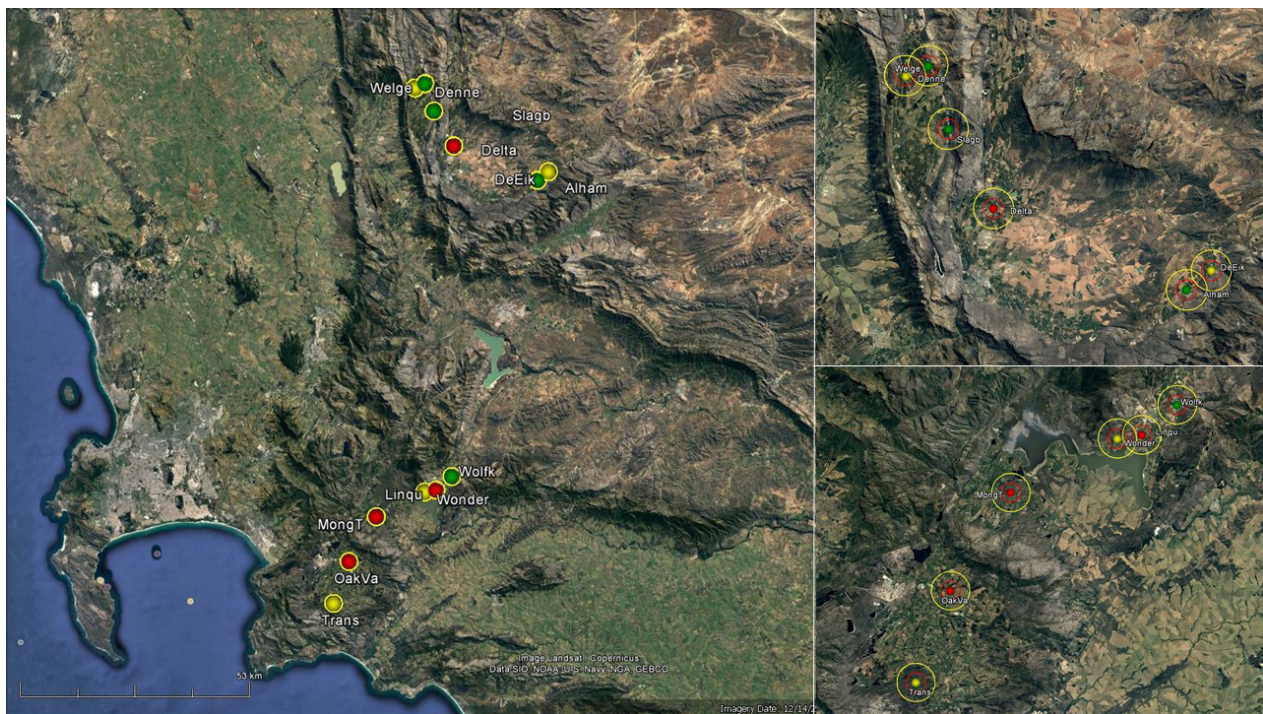 Welge
Denne
Slagb
Delta
DeEik
Alham
Wolfk
Linqu
Wonder
MongT
OakVa
Trans
Image Landsat / Copernicus
Data SIO, NOAA, U.S. Navy, NGA, GEBCO
53 km
Imagery Date: 12/14/2
Welge
Denne
Slagb
Delta
DeEik
Alham
Wolfk
Linqu
Wonder
MongT
OakVa
Trans